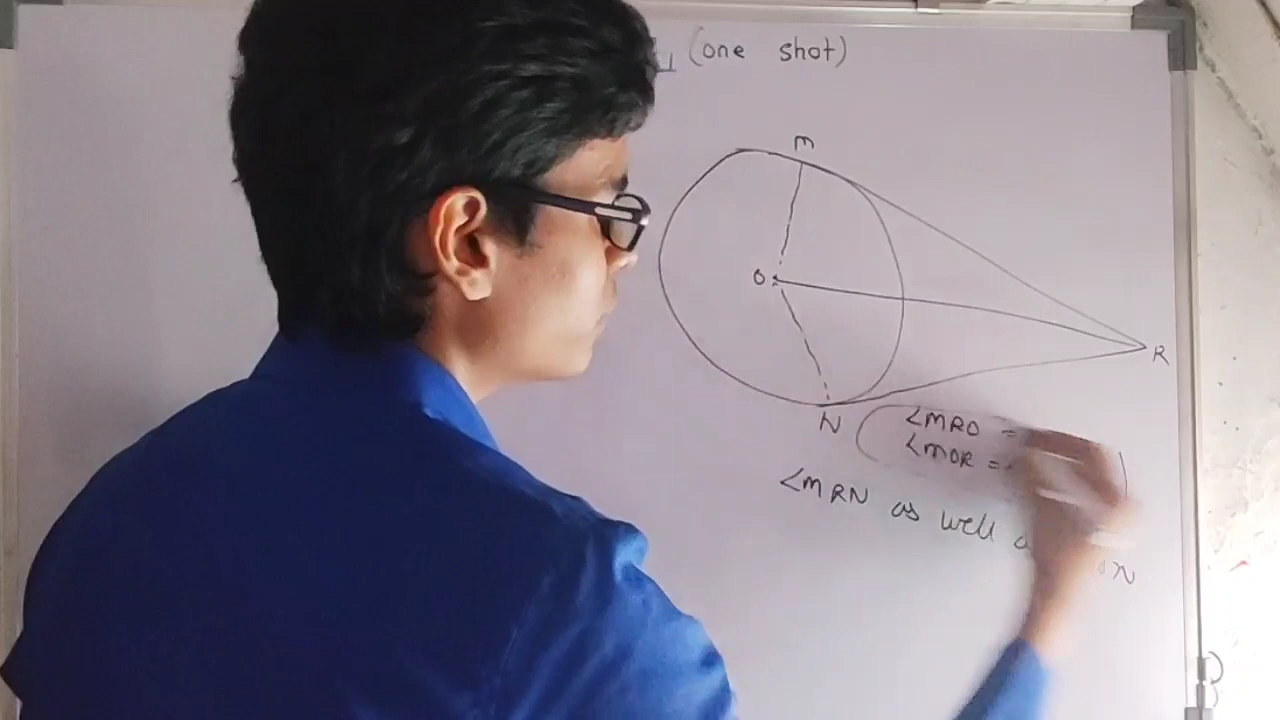 (one shot)
M
O
R
N
<MRO =
<MOR =
<MRN as well